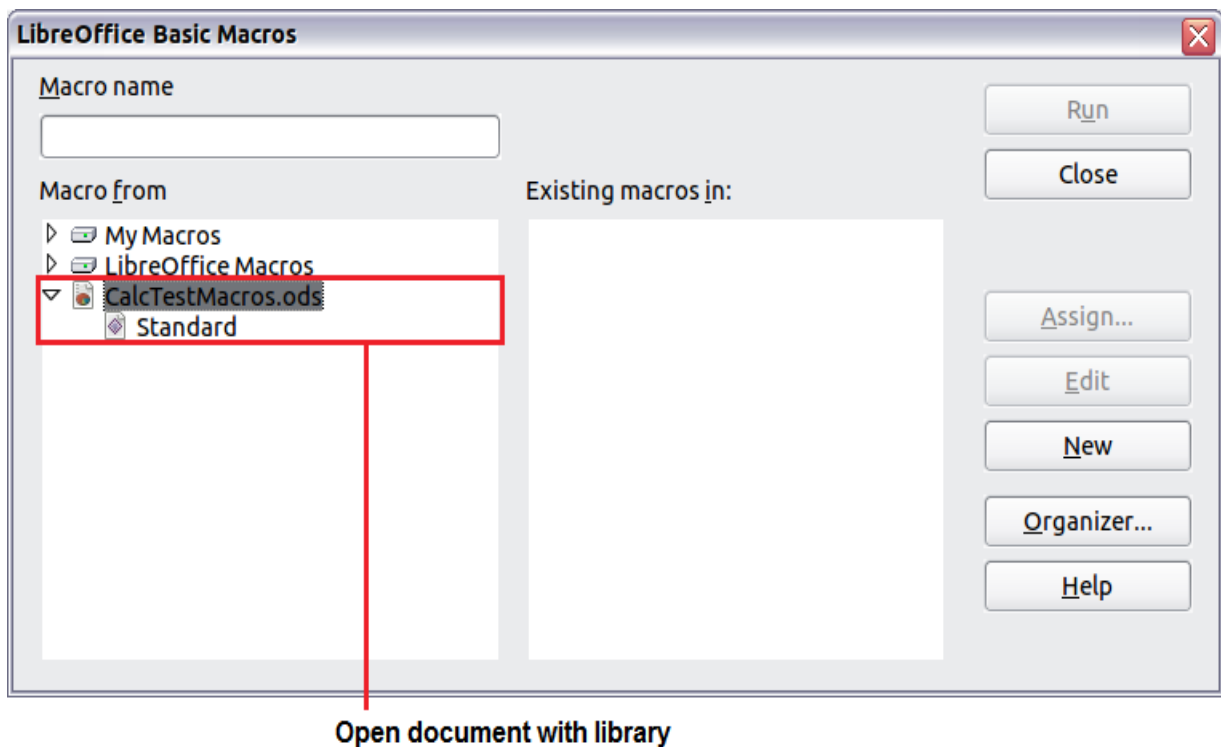 LibreOffice Basic Macros
Macro name
Run
Close
Macro from
Existing macros in:
My Macros
LibreOffice Macros
CalcTestMacros.ods
Standard
Assign...
Edit
New
Organizer...
Help
Open document with library